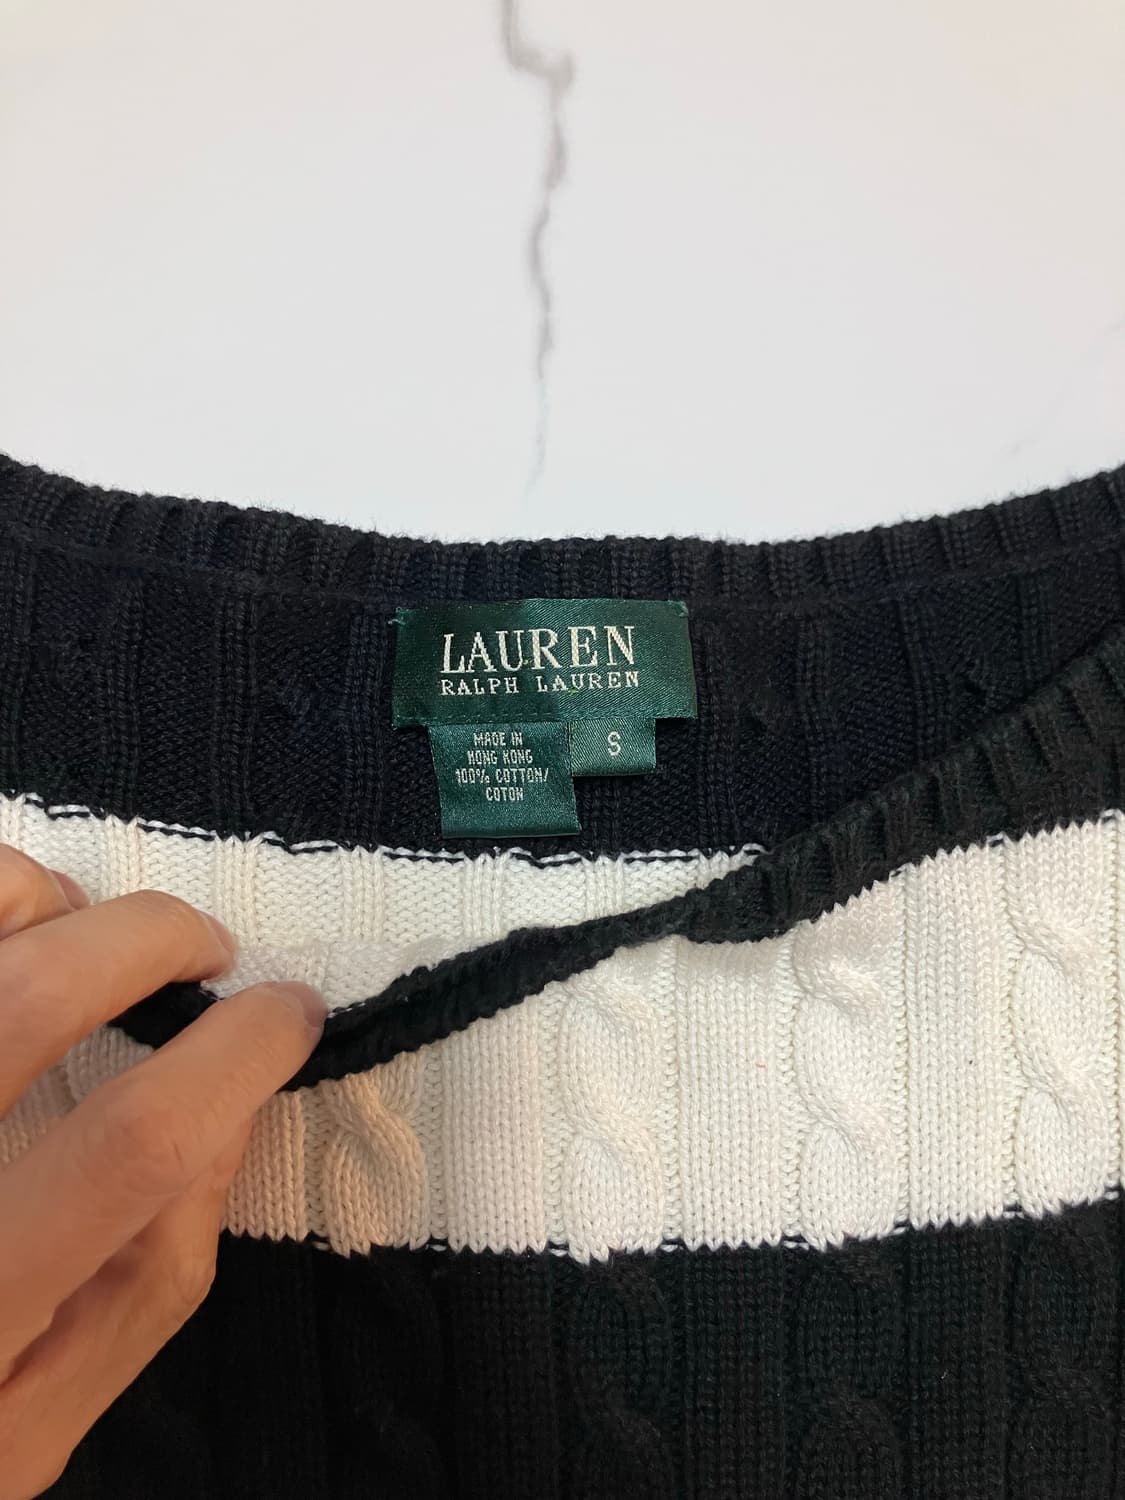 LAUREN
RALPH LAUREN
MADE IN
HONG KONG
100% COTTON/
COTON
S